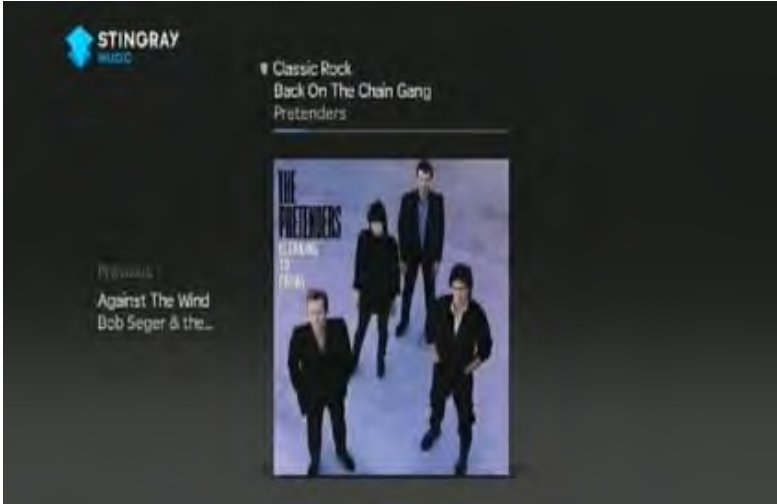 STINGRAY
MUSIC
Classic Rock
Back On The Chain Gang
Pretenders
THE
PRETENDERS
LEARNING
TO
CRAWL
Previous
Against The Wind
Bob Seger & the...